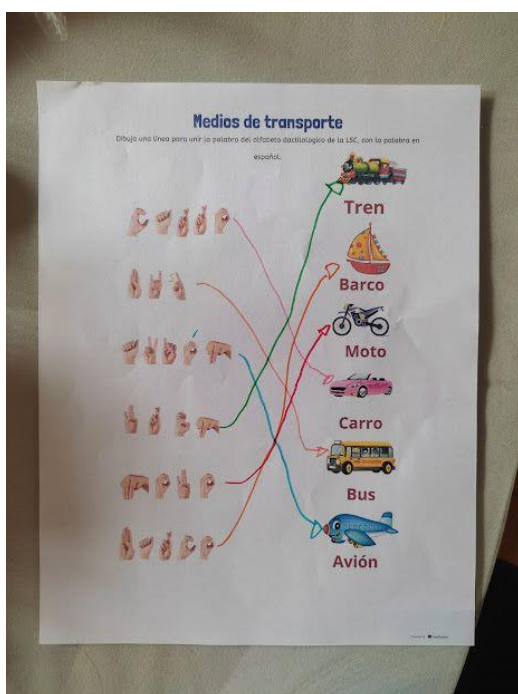 Medios de transporte
Dibuja una línea para unir la palabra del alfabeto dactilologico de la LSC, con la palabra en
español.
Tren
Barco
Moto
Carro
Bus
Avión